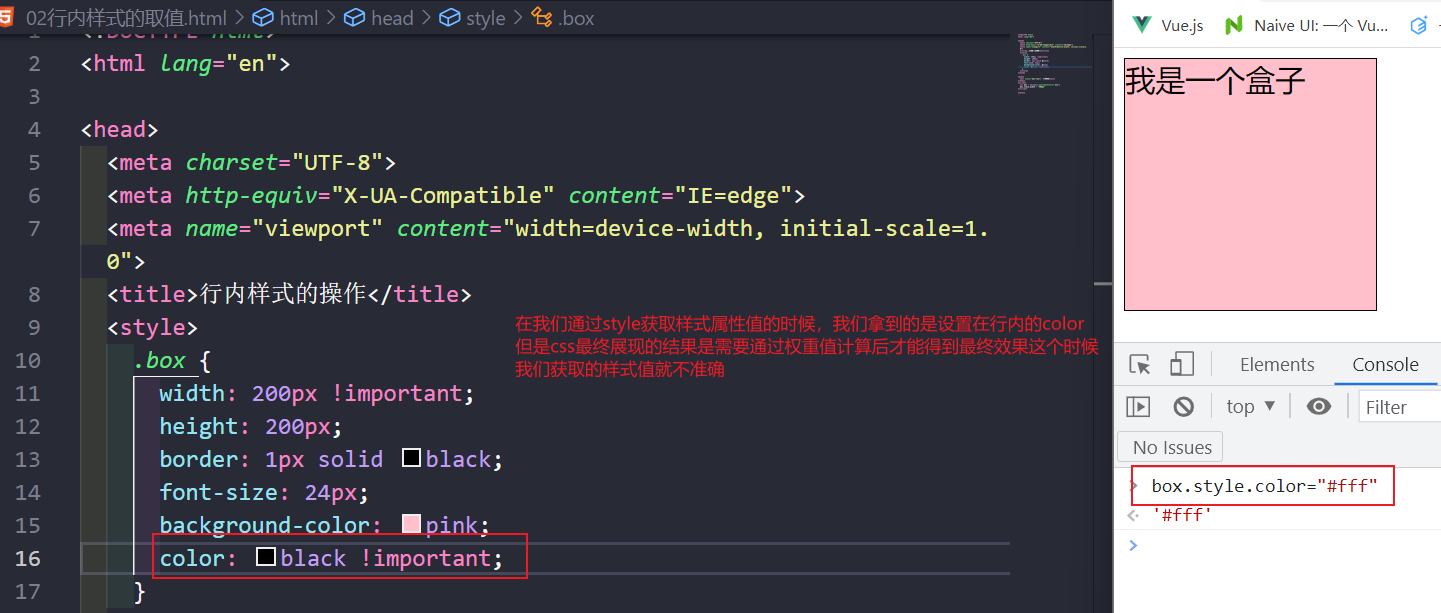 02行内样式的取值.html > html > head > style > .box
1 <!DOCTYPE html>
2 <html lang="en">
3
4 <head>
5 <meta charset="UTF-8">
6 <meta http-equiv="X-UA-Compatible" content="IE=edge">
7 <meta name="viewport" content="width=device-width, initial-scale=1.
0">
8 <title>行内样式的操作</title>
9 <style>
10 .box {
11 width: 200px !important;
12 height: 200px;
13 border: 1px solid black;
14 font-size: 24px;
15 background-color: pink;
16 color: black !important;
17 }
在我们通过style获取样式属性值的时候，我们拿到的是设置在行内的color
但是css最终展现的结果是需要通过权重值计算后才能得到最终效果这个时候
我们获取的样式值就不准确
Vue.js Naive UI: 一个 Vu...
我是一个盒子
Elements Console
top ▼ Filter
No Issues
> box.style.color="#fff"
'#fff'
>